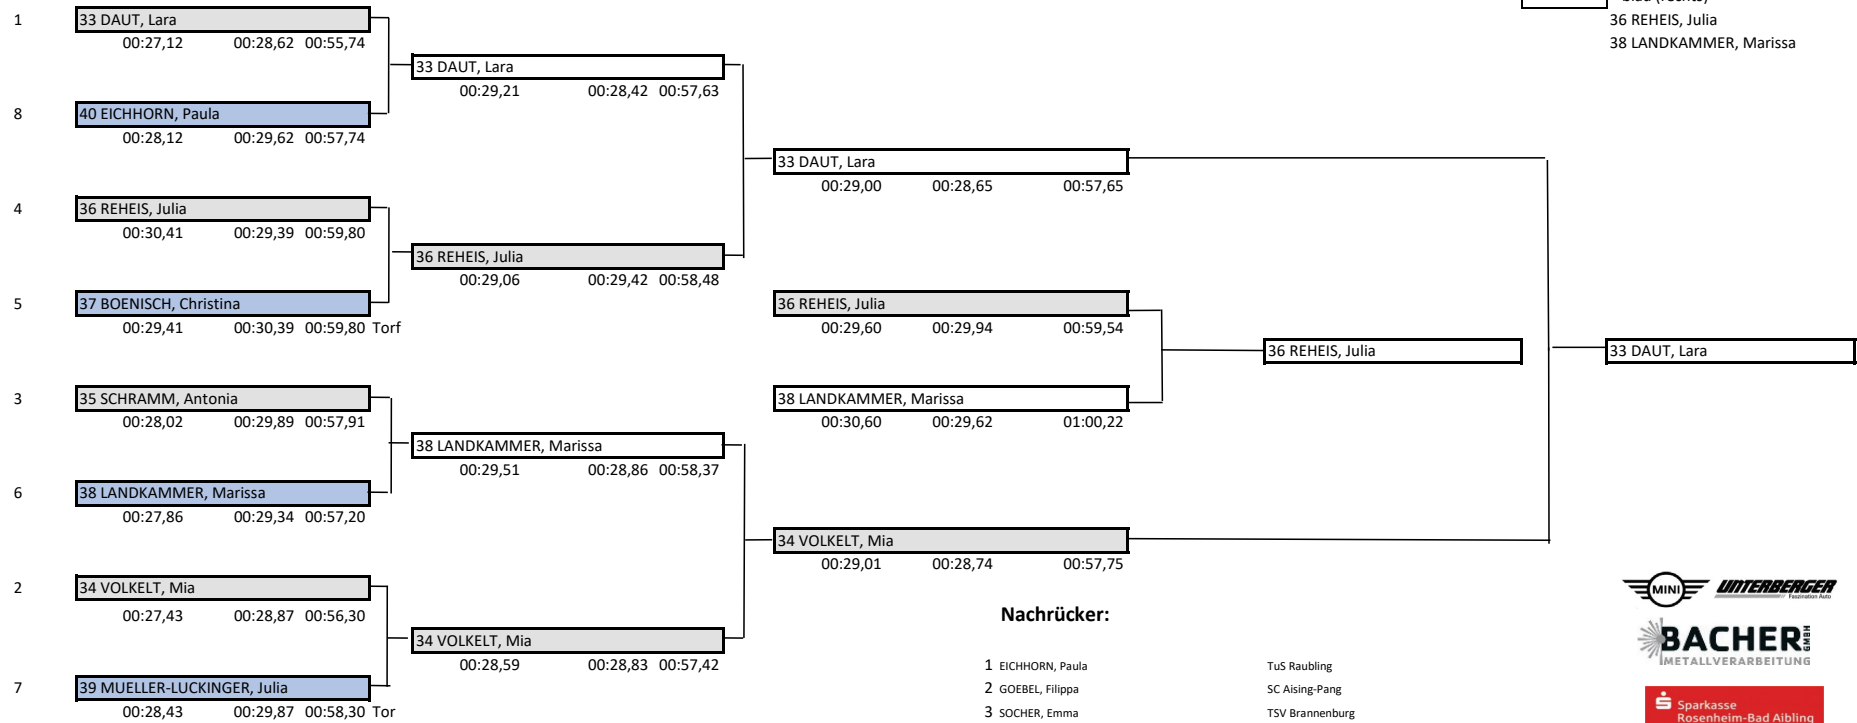 1 33 DAUT, Lara
00:27,12 00:28,62 00:55,74
8 40 EICHHORN, Paula
00:28,12 00:29,62 00:57,74
4 36 REHEIS, Julia
00:30,41 00:29,39 00:59,80
5 37 BOENISCH, Christina
00:29,41 00:30,39 00:59,80 Torf
3 35 SCHRAMM, Antonia
00:28,02 00:29,89 00:57,91
6 38 LANDKAMMER, Marissa
00:27,86 00:29,34 00:57,20
2 34 VOLKELT, Mia
00:27,43 00:28,87 00:56,30
7 39 MUELLER-LUCKINGER, Julia
00:28,43 00:29,87 00:58,30 Tor
33 DAUT, Lara
00:29,21 00:28,42 00:57,63
36 REHEIS, Julia
00:29,06 00:29,42 00:58,48
38 LANDKAMMER, Marissa
00:29,51 00:28,86 00:58,37
34 VOLKELT, Mia
00:28,59 00:28,83 00:57,42
33 DAUT, Lara
00:29,00 00:28,65 00:57,65
36 REHEIS, Julia
00:29,60 00:29,94 00:59,54
38 LANDKAMMER, Marissa
00:30,60 00:29,62 01:00,22
34 VOLKELT, Mia
00:29,01 00:28,74 00:57,75
36 REHEIS, Julia
33 DAUT, Lara
36 REHEIS, Julia
38 LANDKAMMER, Marissa
Nachrücker:
1 EICHHORN, Paula TuS Raubling
2 GOEBEL, Filippa SC Aising-Pang
3 SOCHER, Emma TSV Brannenburg
MINI UNTERBERGER
Faszination Auto
BACHER GMBH
METALLVERARBEITUNG
Sparkasse
Rosenheim-Bad Aibling